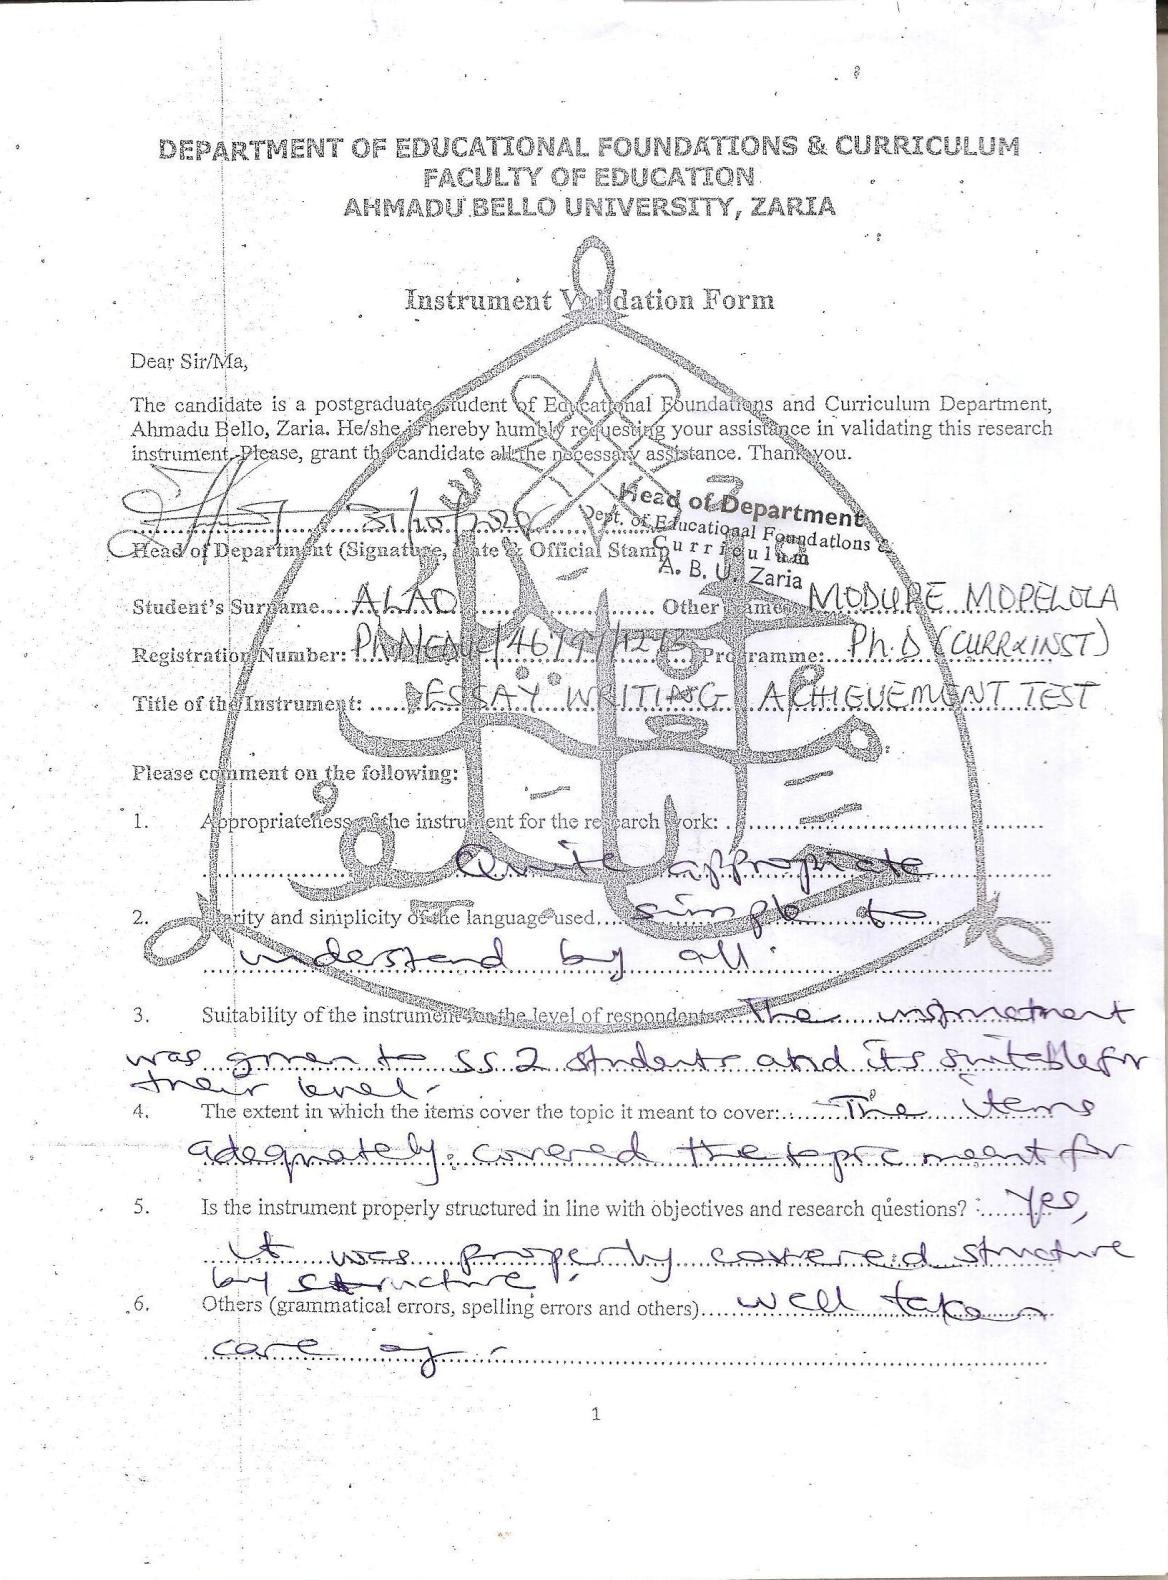 DEPARTMENT OF EDUCATIONAL FOUNDATIONS & CURRICULUM
FACULTY OF EDUCATION
AHMADU BELLO UNIVERSITY, ZARIA
Instrument Validation Form
Dear Sir/Ma,
The candidate is a postgraduate student of Educational Foundations and Curriculum Department,
Ahmadu Bello, Zaria. He/she is hereby humbly requesting your assistance in validating this research
instrument. Please, grant the candidate all the necessary assistance. Thank you.
31/10/2020
Head of Department
Dept. of Educational Foundations &
Curriculum
A. B. U. Zaria
Head of Department (Signature, Date & Official Stamp
Student's Surname....ALAO.................... Other Names MODUPE MOPELOLA
Registration Number: Programme:...Ph.D (CURR & INST)
Title of the Instrument: ......ESSAY WRITING ACHIEVEMENT TEST
Please comment on the following:
1. Appropriateness of the instrument for the research work: ..........
Quite appropriate
2. Clarity and simplicity of the language used....simple to
understand by all.
3. Suitability of the instrument for the level of respondents...The instrument
was given to SS.2 students and its suitable for
their level.
4. The extent in which the items cover the topic it meant to cover:......The items
adequately covered the topic meant for
5. Is the instrument properly structured in line with objectives and research questions? :.....Yes,
it was properly covered structure
by structure.
6. Others (grammatical errors, spelling errors and others)....well taken
care of.
1